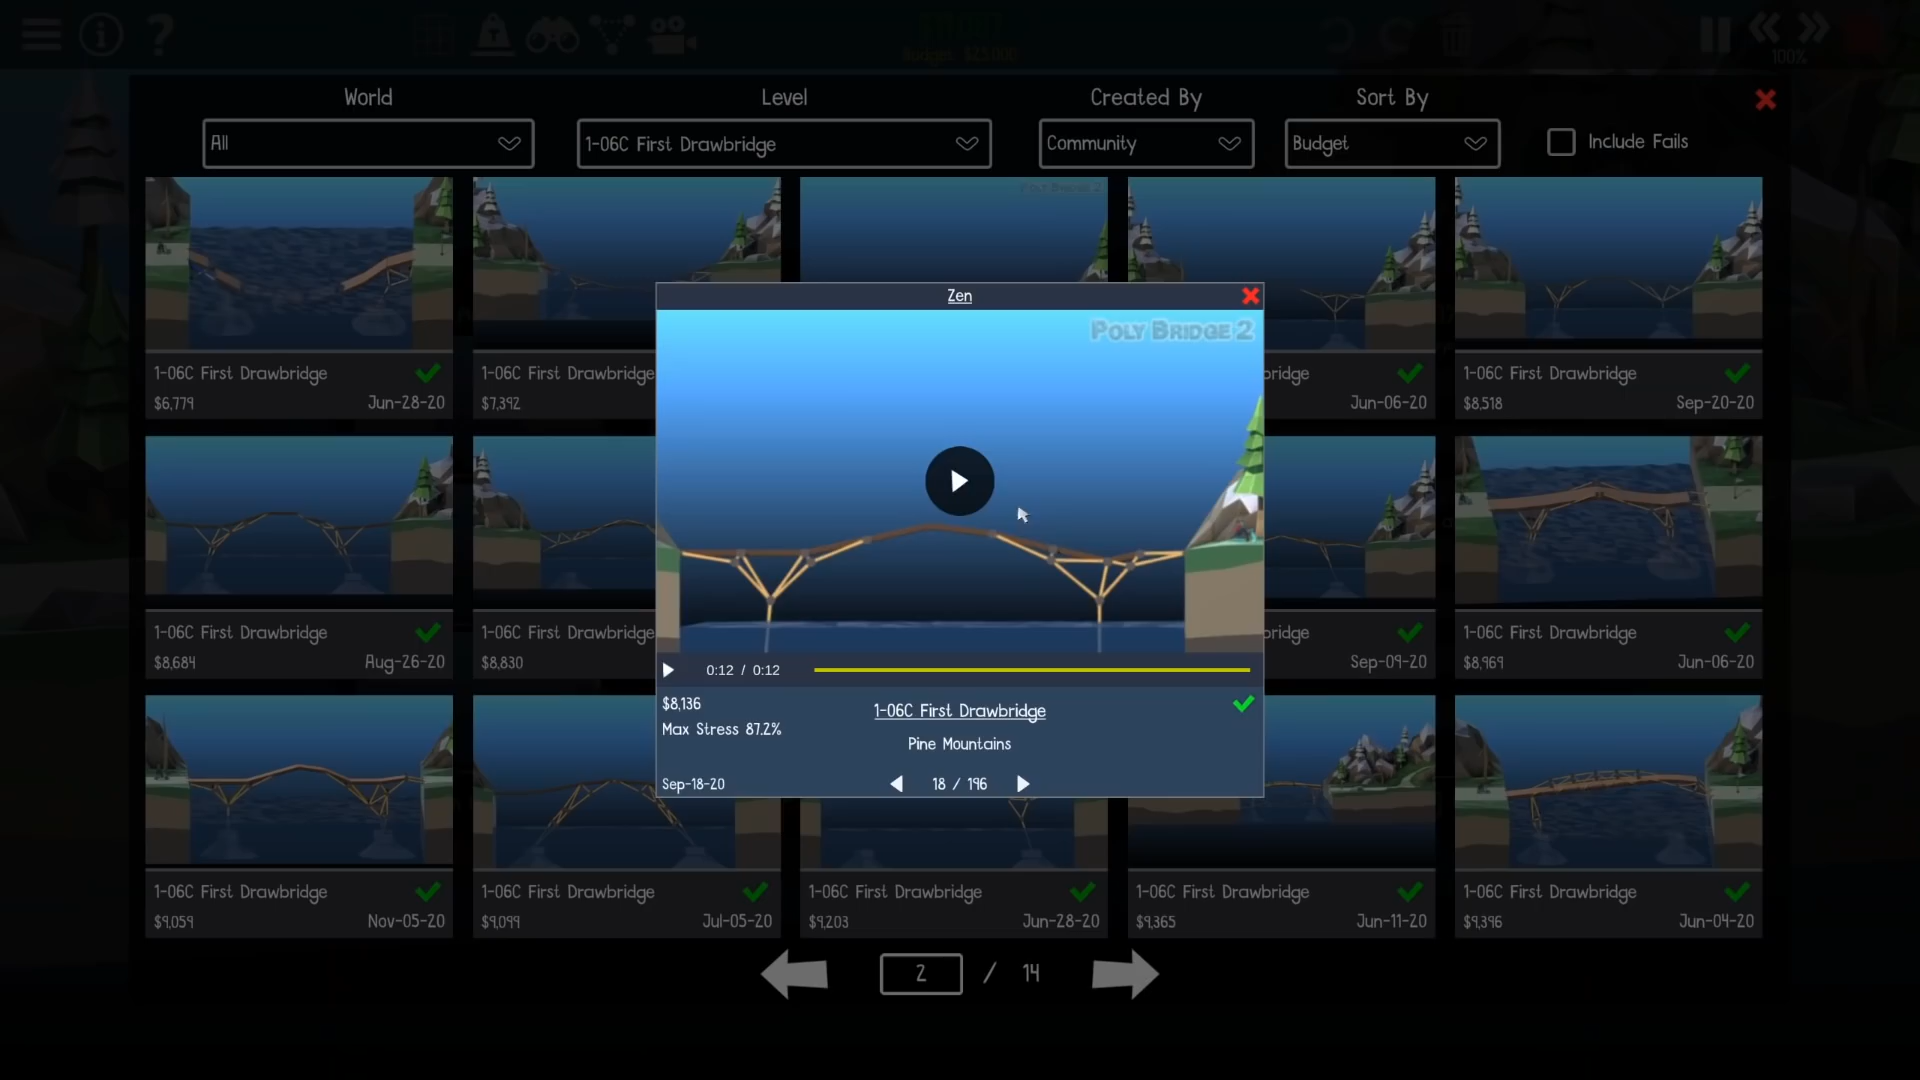 100%
World
Level
Created By
Sort By
All
1-06C First Drawbridge
Community
Budget
Include Fails
POLY BRIDGE 2
1-06C First Drawbridge
$6,779
Jun-28-20
1-06C First Drawbridge
$7,392
Jun-06-20
1-06C First Drawbridge
$8,518
Sep-20-20
Zen
POLY BRIDGE 2
0:12 / 0:12
$8,136
Max Stress 87.2%
1-06C First Drawbridge
Pine Mountains
Sep-18-20
18 / 196
1-06C First Drawbridge
$8,684
Aug-26-20
1-06C First Drawbridge
$8,830
Sep-09-20
1-06C First Drawbridge
$8,969
Jun-06-20
1-06C First Drawbridge
$9,059
Nov-05-20
1-06C First Drawbridge
$9,099
Jul-05-20
1-06C First Drawbridge
$9,203
Jun-28-20
1-06C First Drawbridge
$9,365
Jun-11-20
1-06C First Drawbridge
$9,396
Jun-04-20
2 / 14